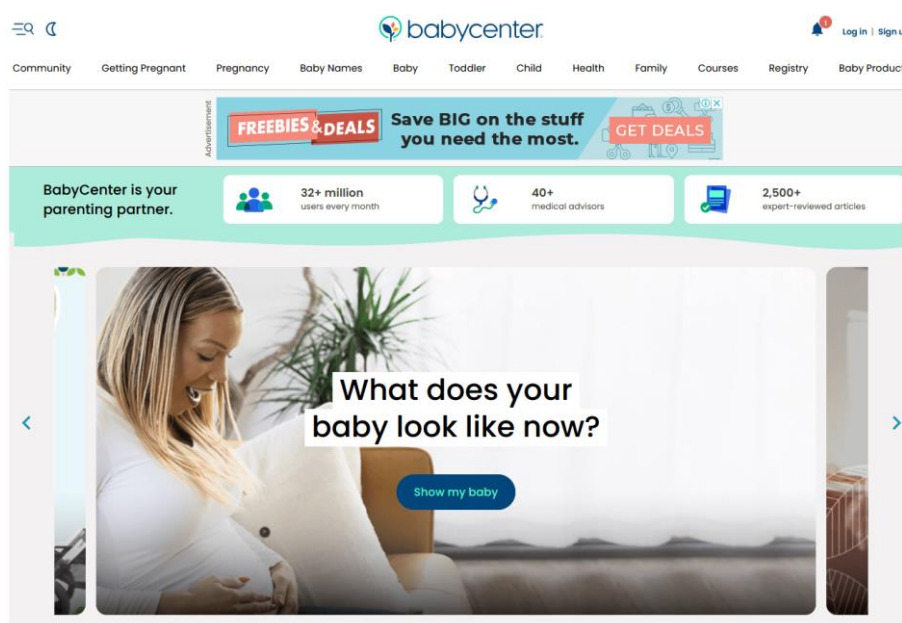 babycenter
1
Log in | Sign
Community Getting Pregnant Pregnancy Baby Names Baby Toddler Child Health Family Courses Registry Baby
Advertisement
FREEBIES & DEALS
Save BIG on the stuff
you need the most.
GET DEALS
BabyCenter is your
parenting partner.
32+ million
users every month
40+
medical advisors
2,500+
expert-reviewed articles
What does your
baby look like now?
Show my baby